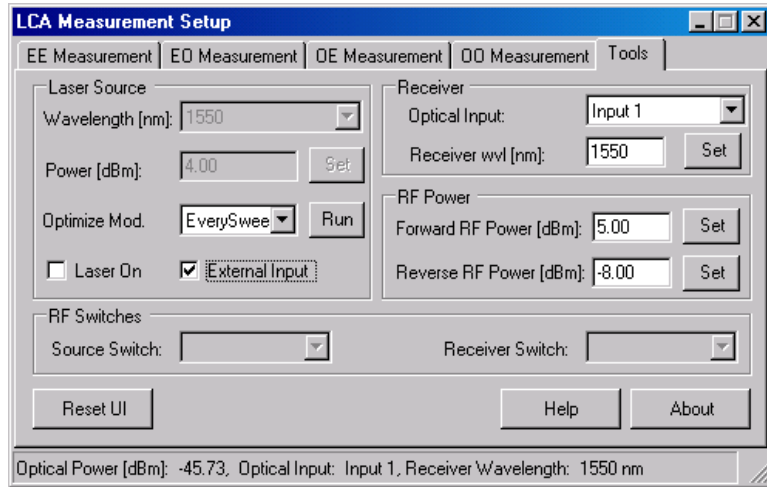 LCA Measurement Setup
EE Measurement EO Measurement OE Measurement OO Measurement Tools
Laser Source
Wavelength [nm]: 1550
Power [dBm]: 4.00 Set
Optimize Mod. EverySwee Run
Laser On External Input
Receiver
Optical Input: Input 1
Receiver wvl [nm]: 1550 Set
RF Power
Forward RF Power [dBm]: 5.00 Set
Reverse RF Power [dBm]: -8.00 Set
RF Switches
Source Switch: Receiver Switch:
Reset UI Help About
Optical Power [dBm]: -45.73, Optical Input: Input 1, Receiver Wavelength: 1550 nm